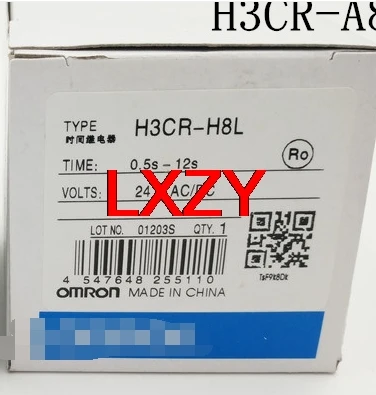 H3CR-A8
TYPE H3CR-H8L
时间继电器
Ro
TIME: 0.5s-12s
VOLTS: 24 AC/DC
LXZY
LOT NO. 01203S QTY. 1
4 547648 255110
TsF9k8Dk
OMRON MADE IN CHINA